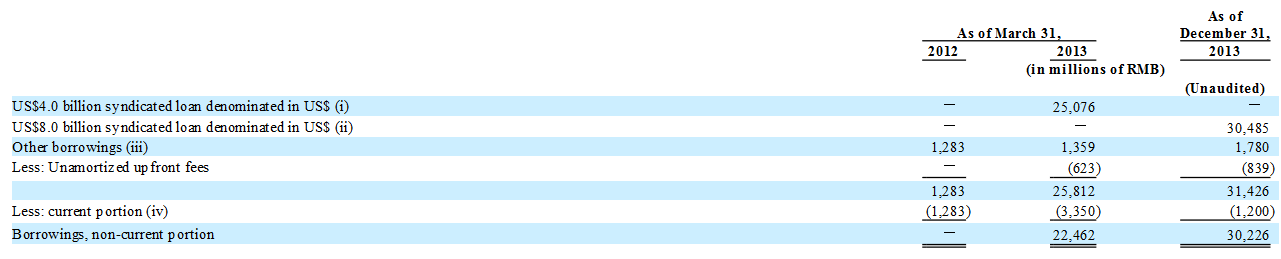 As of
As of March 31, December 31,
2012 2013 2013
(in millions of RMB)
(Unaudited)
US$4.0 billion syndicated loan denominated in US$ (i) — 25,076 —
US$8.0 billion syndicated loan denominated in US$ (ii) — — 30,485
Other borrowings (iii) 1,283 1,359 1,780
Less: Unamortized upfront fees — (623) (839)
1,283 25,812 31,426
Less: current portion (iv) (1,283) (3,350) (1,200)
Borrowings, non-current portion — 22,462 30,226